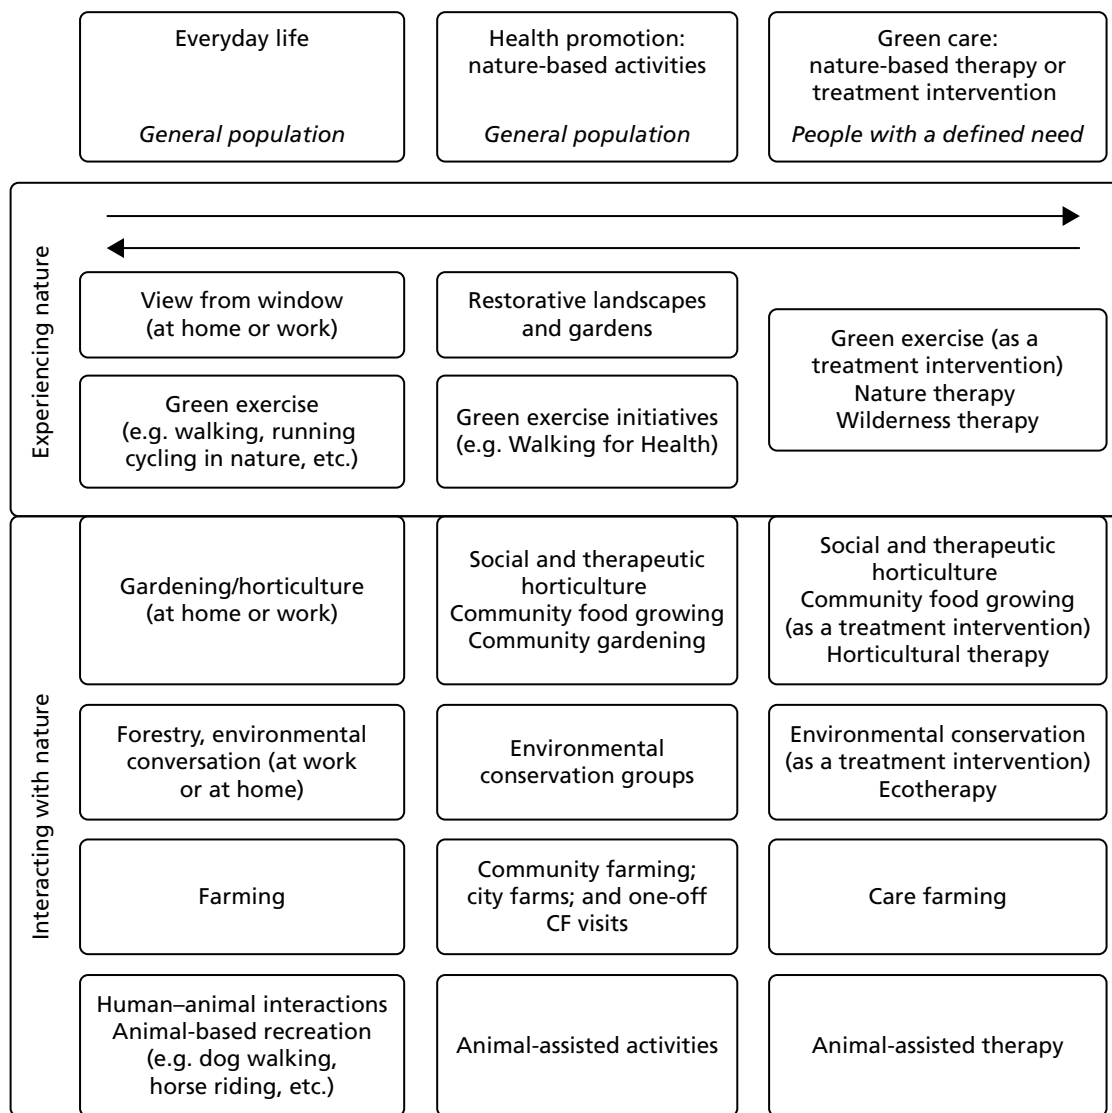 Everyday life
General population
Health promotion:
nature-based activities
General population
Green care:
nature-based therapy or
treatment intervention
People with a defined need
Experiencing nature
View from window
(at home or work)
Restorative landscapes
and gardens
Green exercise (as a
treatment intervention)
Nature therapy
Wilderness therapy
Green exercise
(e.g. walking, running
cycling in nature, etc.)
Green exercise initiatives
(e.g. Walking for Health)
Interacting with nature
Gardening/horticulture
(at home or work)
Social and therapeutic
horticulture
Community food growing
Community gardening
Social and therapeutic
horticulture
Community food growing
(as a treatment intervention)
Horticultural therapy
Forestry, environmental
conversation (at work
or at home)
Environmental
conservation groups
Environmental conservation
(as a treatment intervention)
Ecotherapy
Farming
Community farming;
city farms; and one-off
CF visits
Care farming
Human–animal interactions
Animal-based recreation
(e.g. dog walking,
horse riding, etc.)
Animal-assisted activities
Animal-assisted therapy